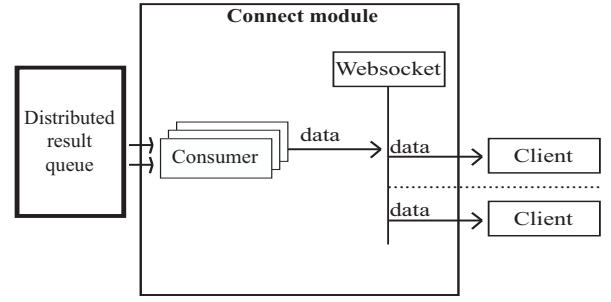 Connect module
Websocket
Distributed
result
queue
Consumer
data
data
Client
data
Client